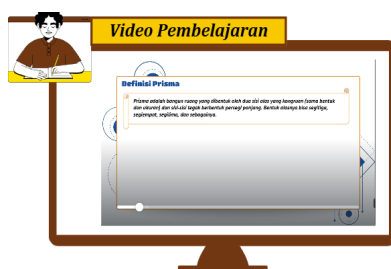 Video Pembelajaran
Definisi Prisma
Prisma adalah bangun ruang yang dibentuk oleh dua sisi alas yang kongruen (sama bentuk
dan ukuran) dan sisi-sisi tegak berbentuk persegi panjang. Bentuk alasnya bisa segitiga,
segiempat, segilima, dan sebagainya.